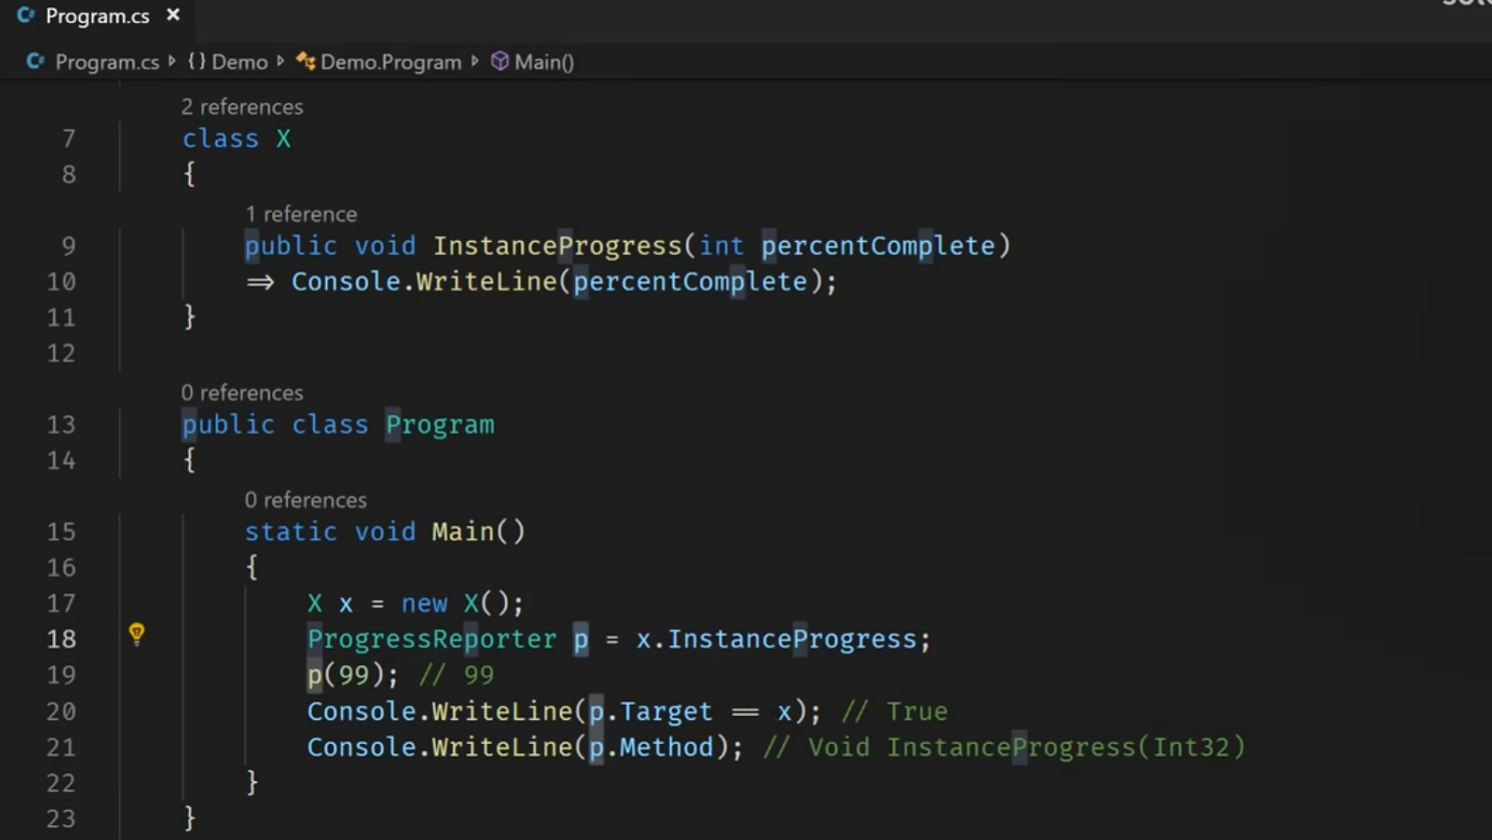 Program.cs ×
Program.cs {} Demo Demo.Program Main()
2 references
7 class X
8 {
1 reference
9 public void InstanceProgress(int percentComplete)
10 => Console.WriteLine(percentComplete);
11 }
12
0 references
13 public class Program
14 {
0 references
15 static void Main()
16 {
17 X x = new X();
18 ProgressReporter p = x.InstanceProgress;
19 p(99); // 99
20 Console.WriteLine(p.Target == x); // True
21 Console.WriteLine(p.Method); // Void InstanceProgress(Int32)
22 }
23 }